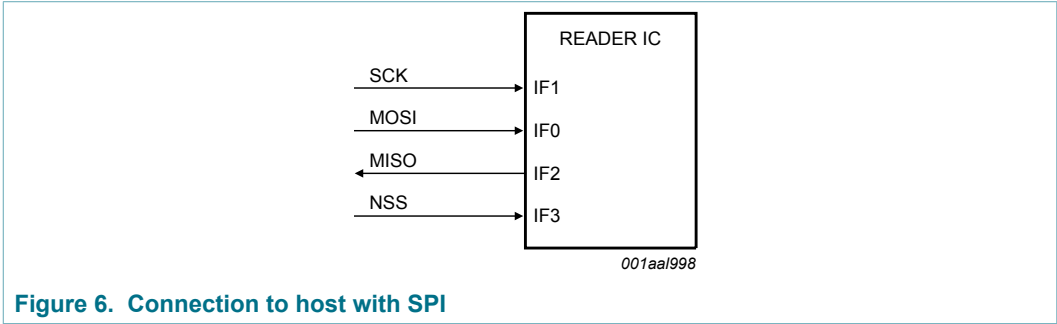 READER IC
SCK
IF1
MOSI
IF0
MISO
IF2
NSS
IF3
001aal998
Figure 6. Connection to host with SPI